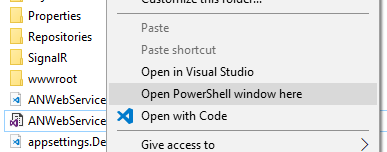 Customize this folder...
Properties
Paste
Repositories
Paste shortcut
SignalR
Open in Visual Studio
wwwroot
Open PowerShell window here
ANWebService
Open with Code
ANWebService
appsettings.De
Give access to